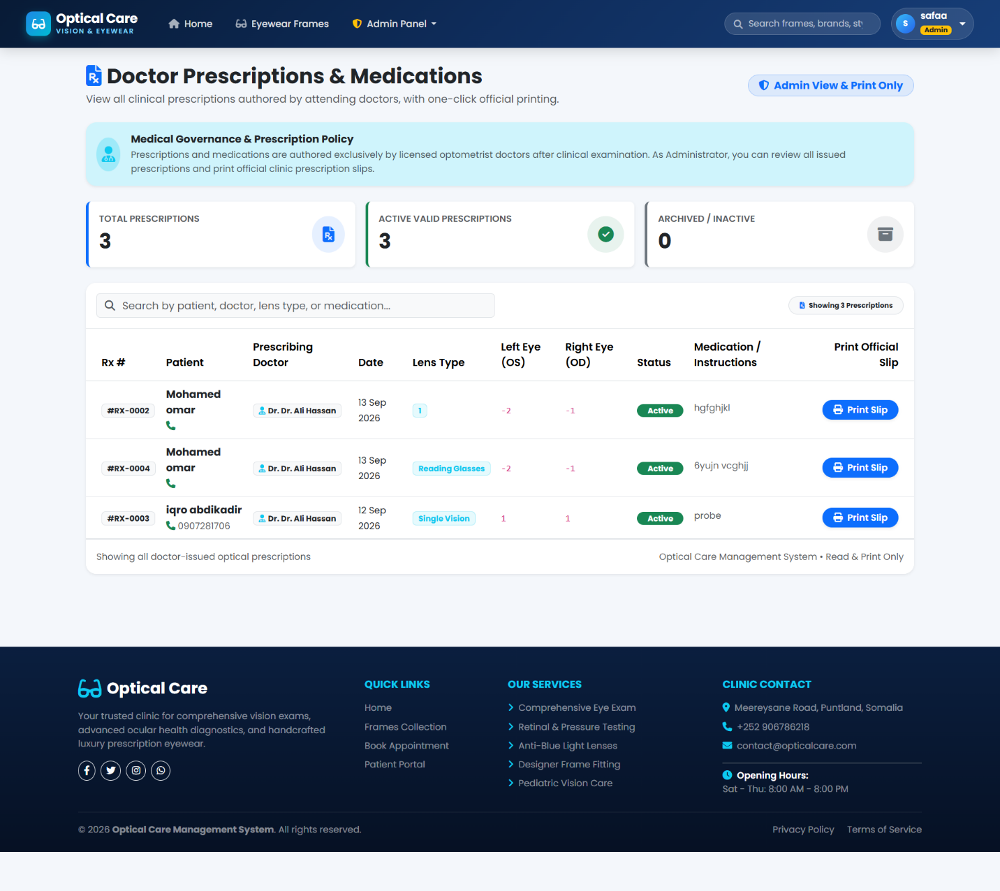 Optical Care
VISION & EYEWEAR
Home
Eyewear Frames
Admin Panel
Search frames, brands, sty
S
safaa
Admin
Doctor Prescriptions & Medications
View all clinical prescriptions authored by attending doctors, with one-click official printing.
Admin View & Print Only
Medical Governance & Prescription Policy
Prescriptions and medications are authored exclusively by licensed optometrist doctors after clinical examination. As Administrator, you can review all issued
prescriptions and print official clinic prescription slips.
TOTAL PRESCRIPTIONS
3
ACTIVE VALID PRESCRIPTIONS
3
ARCHIVED / INACTIVE
0
Search by patient, doctor, lens type, or medication...
Showing 3 Prescriptions
Rx #
Patient
Prescribing
Doctor
Date
Lens Type
Left Eye
(OS)
Right Eye
(OD)
Status
Medication /
Instructions
Print Official
Slip
#RX-0002
Mohamed
omar
Dr. Dr. Ali Hassan
13 Sep
2026
1
-2
-1
Active
hgfghjkl
Print Slip
#RX-0004
Mohamed
omar
Dr. Dr. Ali Hassan
13 Sep
2026
Reading Glasses
-2
-1
Active
6yujn vcghjj
Print Slip
#RX-0003
iqro abdikadir
0907281706
Dr. Dr. Ali Hassan
12 Sep
2026
Single Vision
1
1
Active
probe
Print Slip
Showing all doctor-issued optical prescriptions
Optical Care Management System • Read & Print Only
Optical Care
Your trusted clinic for comprehensive vision exams,
advanced ocular health diagnostics, and handcrafted
luxury prescription eyewear.
QUICK LINKS
Home
Frames Collection
Book Appointment
Patient Portal
OUR SERVICES
Comprehensive Eye Exam
Retinal & Pressure Testing
Anti-Blue Light Lenses
Designer Frame Fitting
Pediatric Vision Care
CLINIC CONTACT
Meereysane Road, Puntland, Somalia
+252 906786218
contact@opticalcare.com
Opening Hours:
Sat - Thu: 8:00 AM - 8:00 PM
© 2026 Optical Care Management System. All rights reserved.
Privacy Policy
Terms of Service